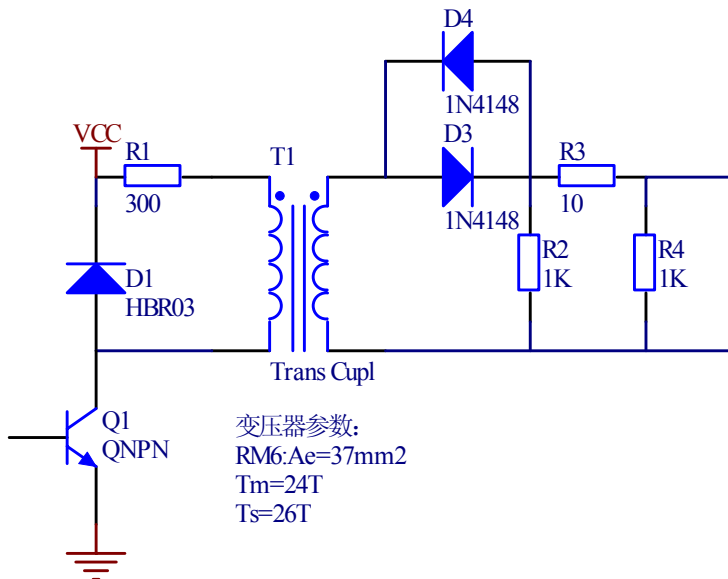 D4
1N4148
D3
1N4148
VCC
R1
300
T1
R3
10
R2
1K
R4
1K
D1
HBR03
Trans Cupl
Q1
QNPN
变压器参数:
RM6:Ae=37mm2
Tm=24T
Ts=26T